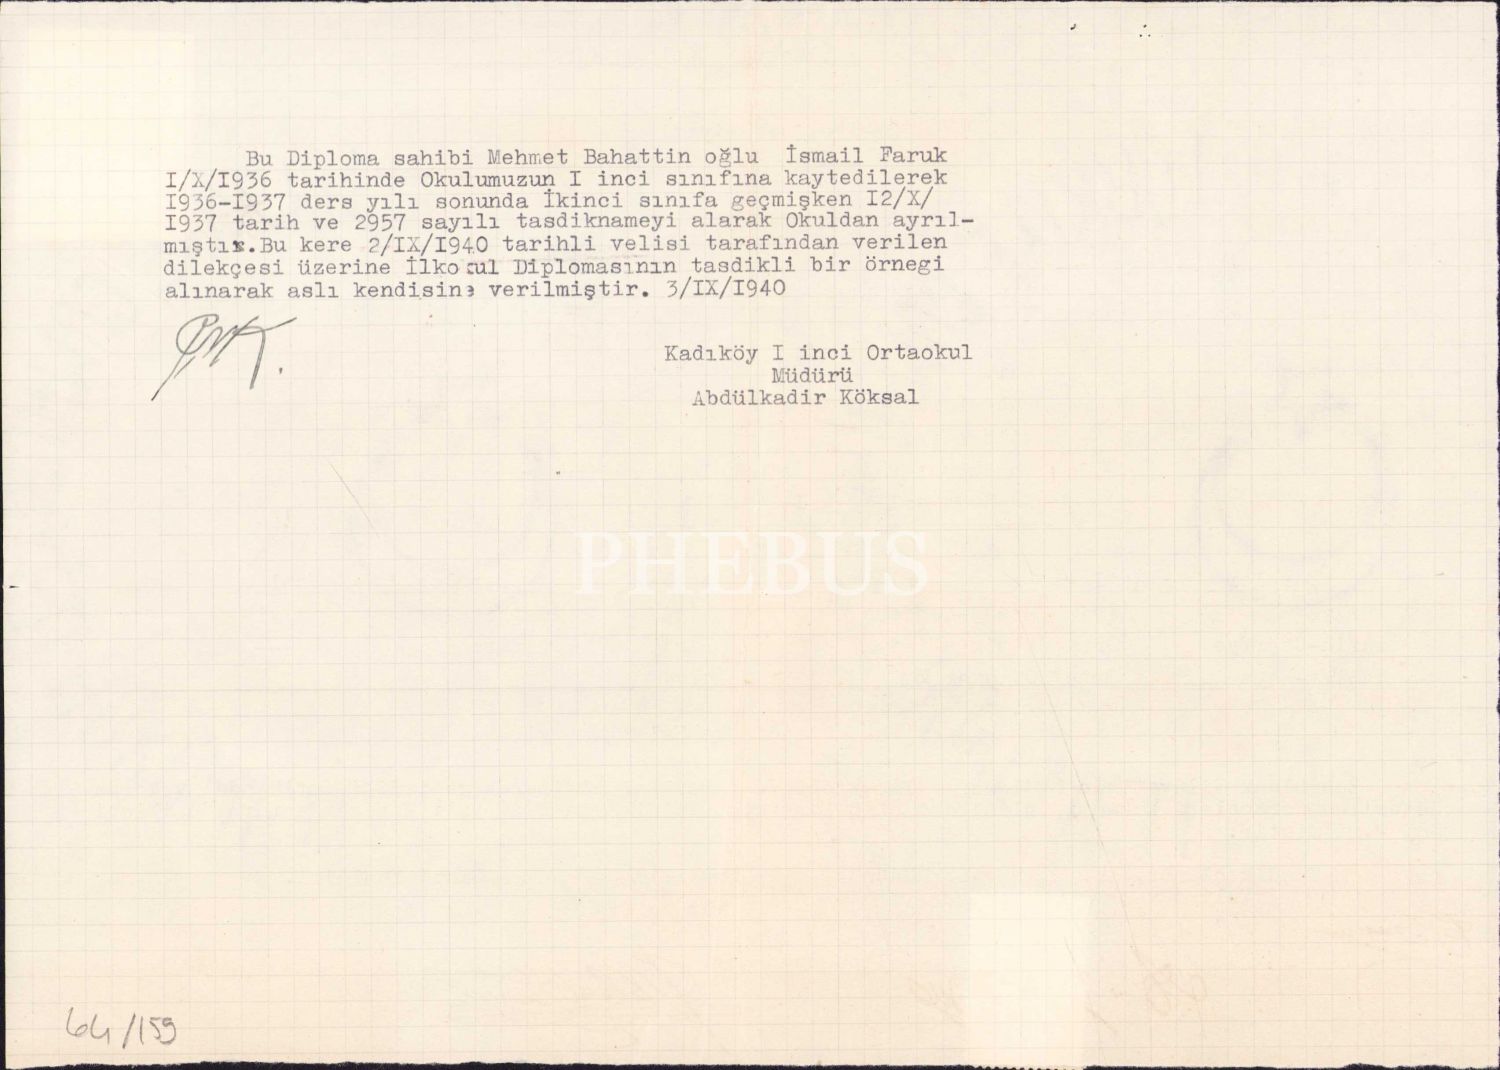 Bu Diploma sahibi Mehmet Bahattin oğlu İsmail Faruk
I/X/I936 tarihinde Okulumuzun I inci sınıfına kaytedilerek
I936-I937 ders yılı sonunda İkinci sınıfa geçmişken I2/X/
I937 tarih ve 2957 sayılı tasdiknameyi alarak Okuldan ayrıl-
mıştır.Bu kere 2/IX/I940 tarihli velisi tarafından verilen
dilekçesi üzerine İlkokul Diplomasının tasdikli bir örnegi
alınarak aslı kendisine verilmiştir. 3/IX/I940
Kadıköy I inci Ortaokul
Müdürü
Abdülkadir Köksal
PHEBUS
64/159